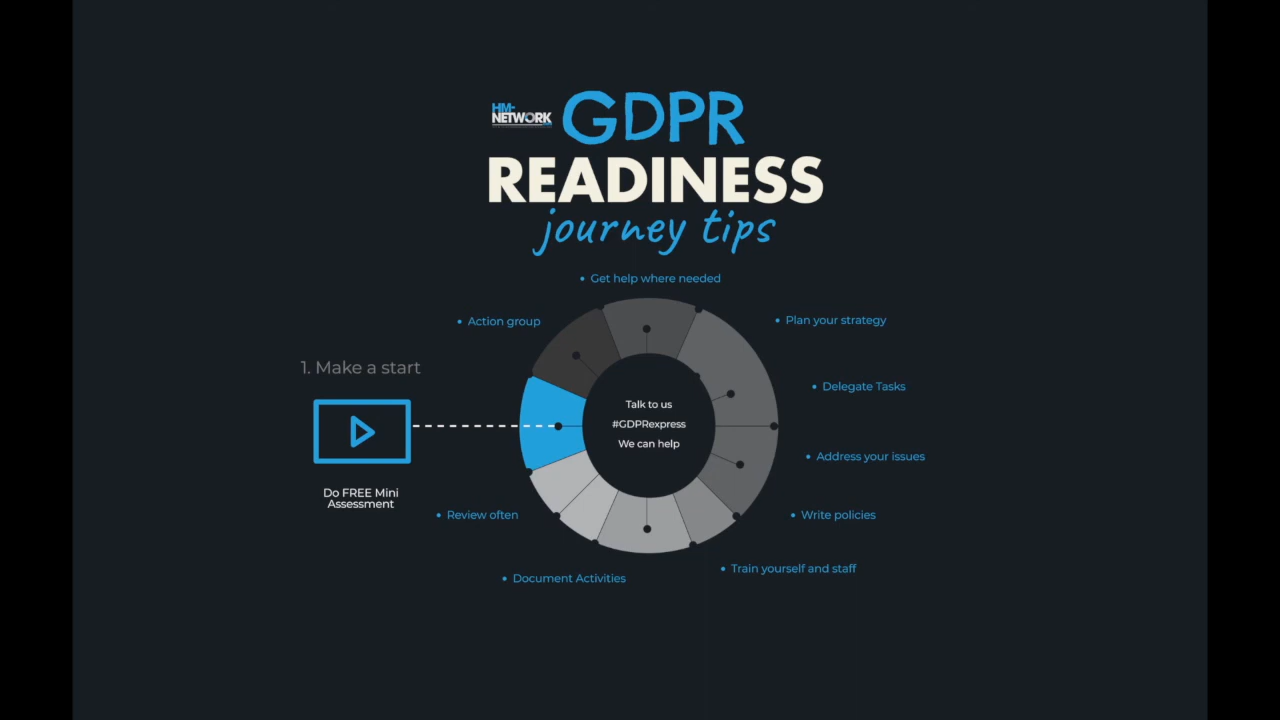 HM-
NETWORK
GDPR
READINESS
journey tips
• Get help where needed
• Action group
• Plan your strategy
1. Make a start
• Delegate Tasks
Talk to us
#GDPRexpress
We can help
• Address your issues
Do FREE Mini
Assessment
• Review often
• Write policies
• Train yourself and staff
• Document Activities